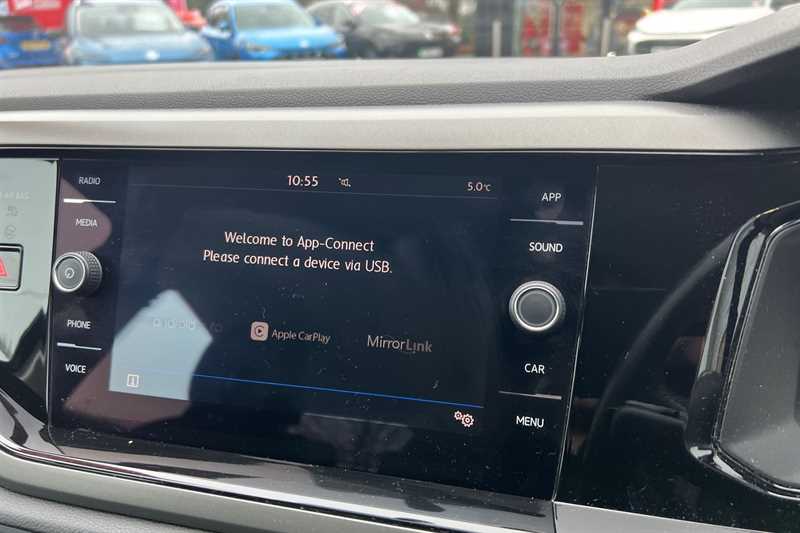 RADIO
MEDIA
PHONE
VOICE
10:55
5.0°C
Welcome to App-Connect
Please connect a device via USB.
Apple CarPlay
MirrorLink
APP
SOUND
CAR
MENU